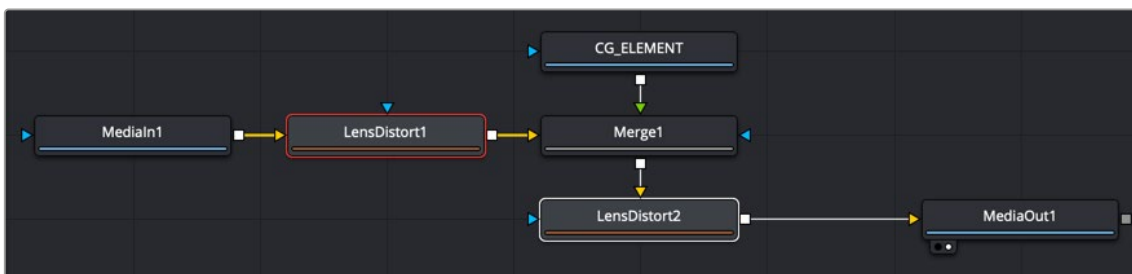 CG_ELEMENT
MediaIn1
LensDistort1
Merge1
LensDistort2
MediaOut1